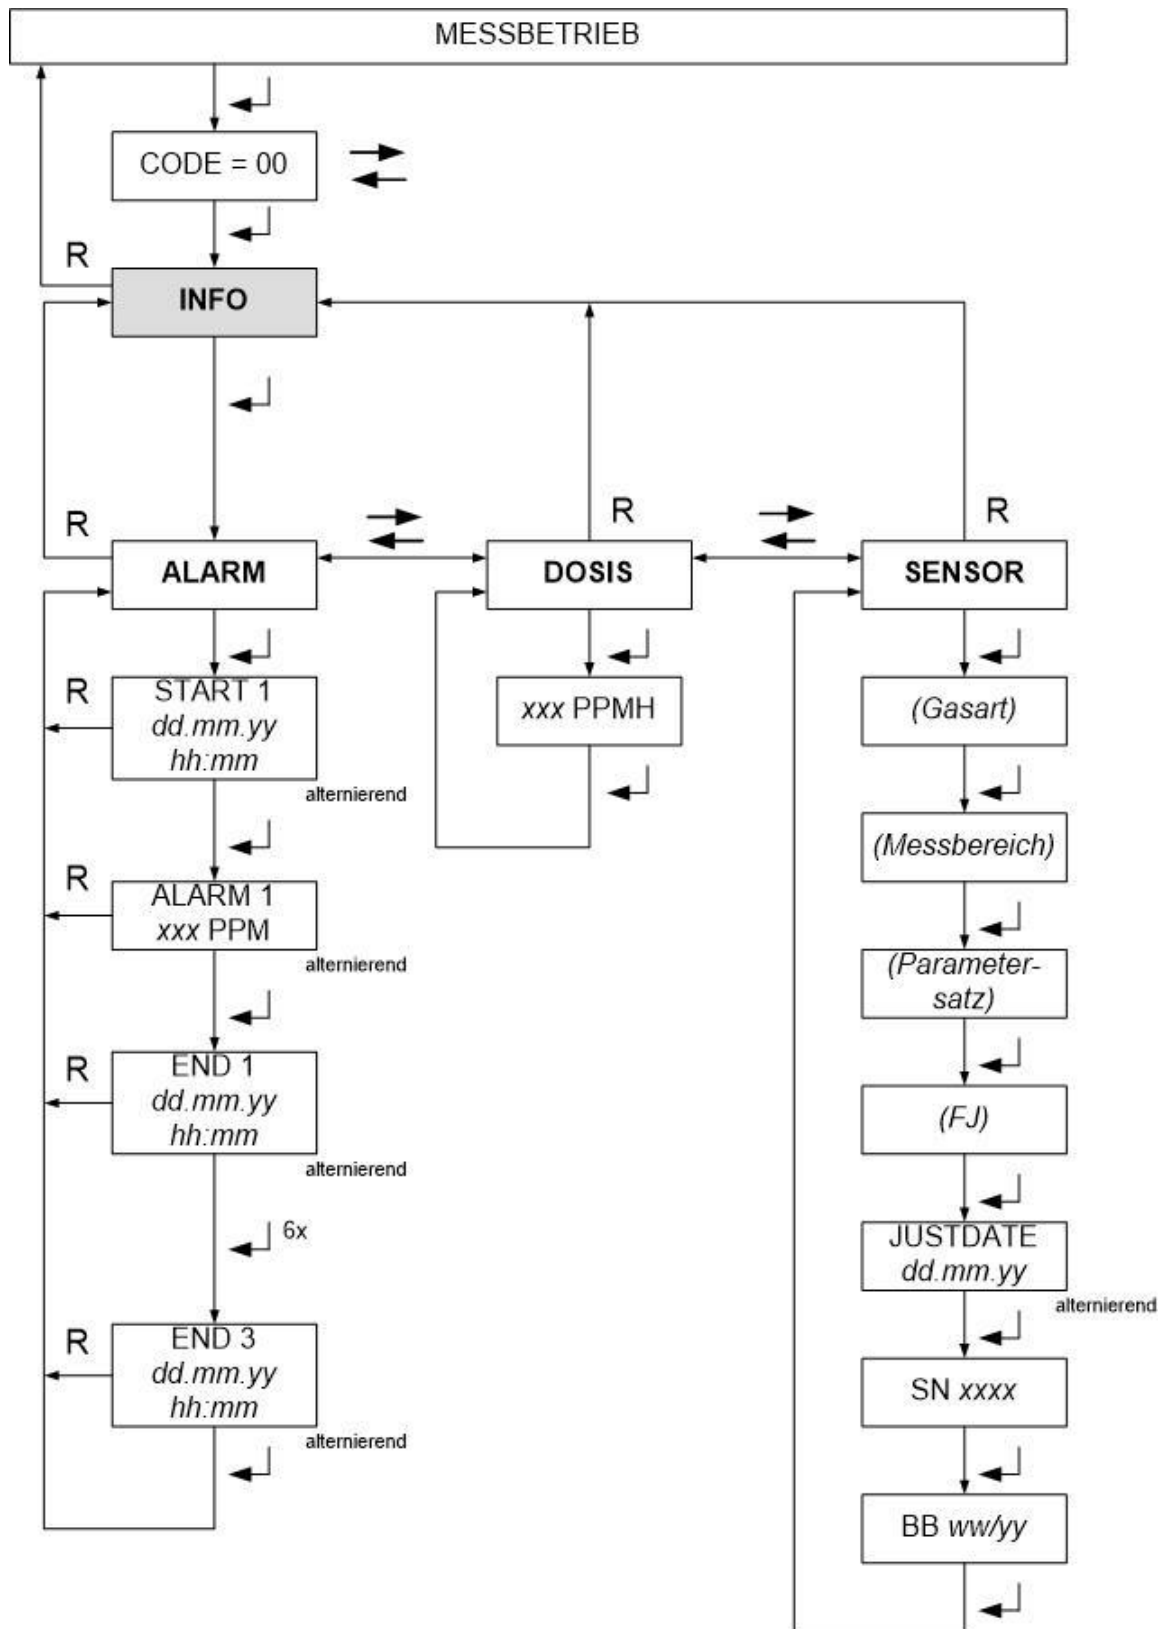 MESSBETRIEB
CODE = 00
R
INFO
R
ALARM
R
DOSIS
R
SENSOR
R
START 1
dd.mm.yy
hh:mm
alternierend
xxx PPMH
(Gasart)
R
ALARM 1
xxx PPM
alternierend
(Messbereich)
(Parameter-
satz)
R
END 1
dd.mm.yy
hh:mm
alternierend
(FJ)
6x
JUSTDATE
dd.mm.yy
alternierend
R
END 3
dd.mm.yy
hh:mm
alternierend
SN xxxx
BB ww/yy